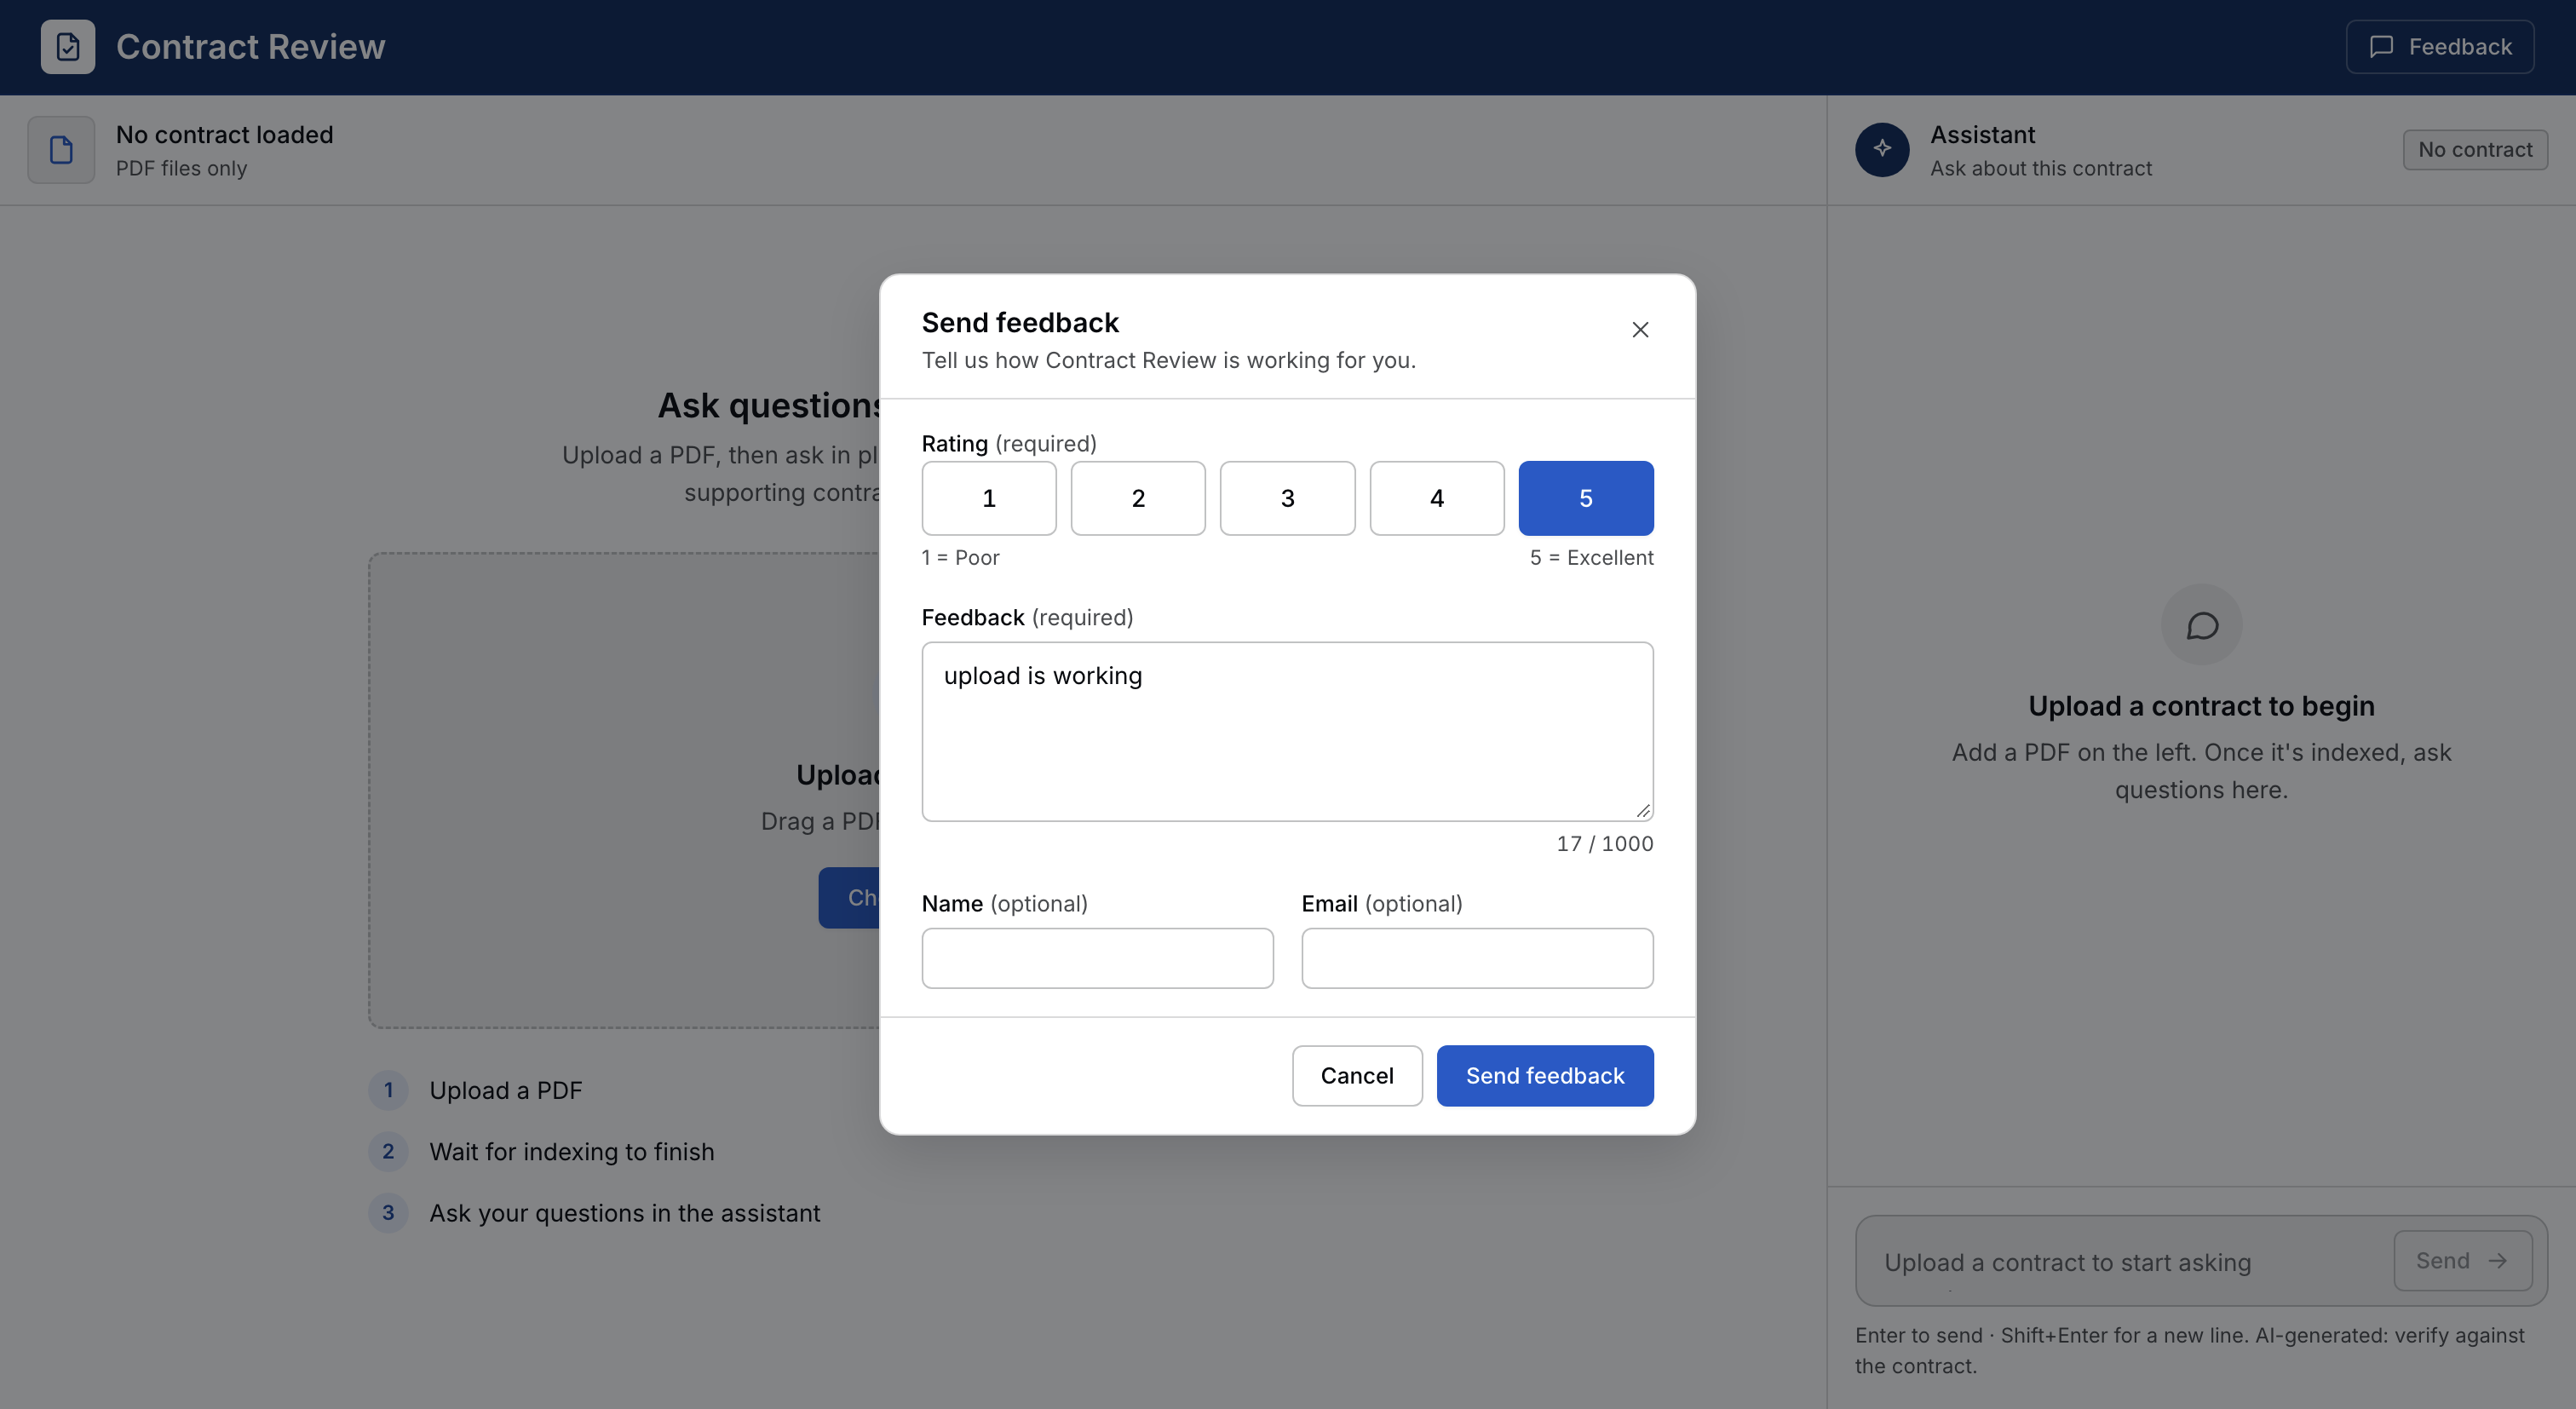 Contract Review
Feedback
No contract loaded
PDF files only
Assistant
Ask about this contract
No contract
Ask questions
Upload a PDF, then ask in
supporting
Drag a
Send feedback
Tell us how Contract Review is working for you.
Rating (required)
1
2
3
4
5
1 = Poor
5 = Excellent
Feedback (required)
upload is working
17 / 1000
Name (optional)
Email (optional)
Cancel
Send feedback
1 Upload a PDF
2 Wait for indexing to finish
3 Ask your questions in the assistant
Upload a contract to begin
Add a PDF on the left. Once it's indexed, ask
questions here.
Upload a contract to start asking
Send
Enter to send · Shift+Enter for a new line. AI-generated: verify against
the contract.